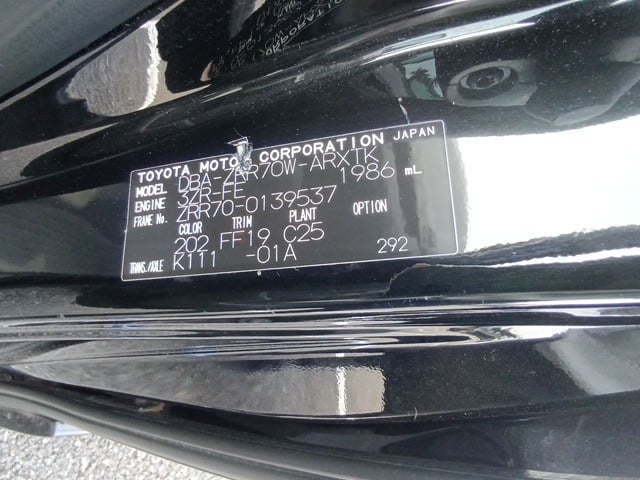 TOYOTA MOTOR CORPORATION JAPAN
MODEL DBA-ZRR70W-ARXTK
ENGINE 3ZR-FE 1986 mL
FRAME No. ZRR70-0139537
COLOR TRIM PLANT OPTION
202 FF19 C25
TRANS./AXLE K111 -01A 292